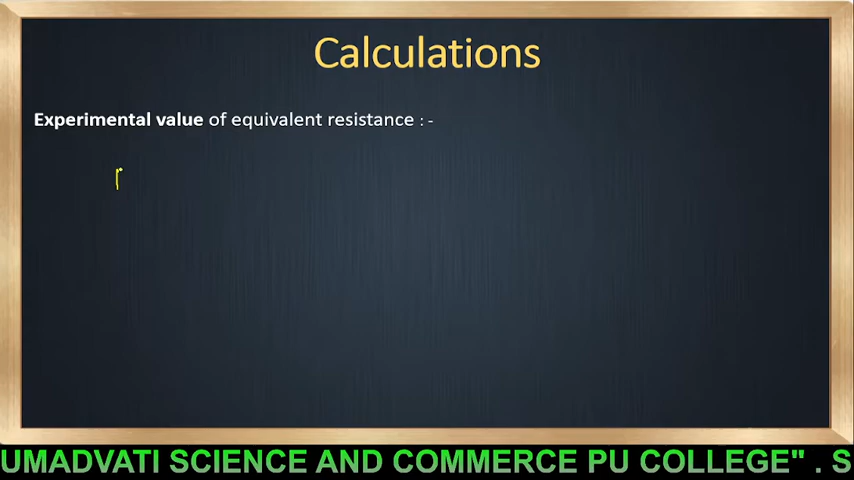 Calculations
Experimental value of equivalent resistance : -
UMADVATI SCIENCE AND COMMERCE PU COLLEGE" . S